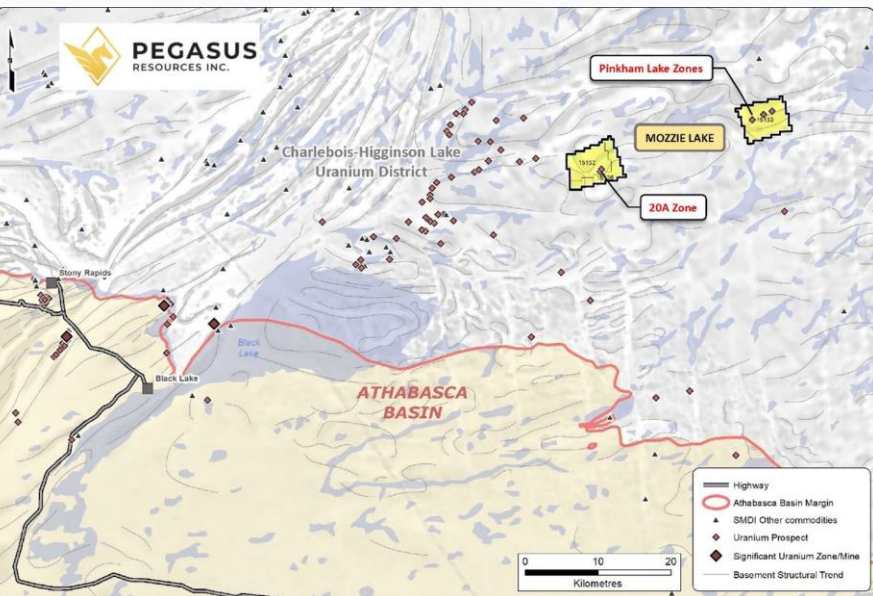 PEGASUS
RESOURCES INC.
Pinkham Lake Zones
15133
MOZZIE LAKE
Charlebois-Higginson Lake
Uranium District
15132
20A Zone
Stony Rapids
Black
Lake
Black Lake
ATHABASCA
BASIN
Highway
Athabasca Basin Margin
SMDI Other commodities
Uranium Prospect
Significant Uranium Zone/Mine
Basement Structural Trend
0 10 20
Kilometres